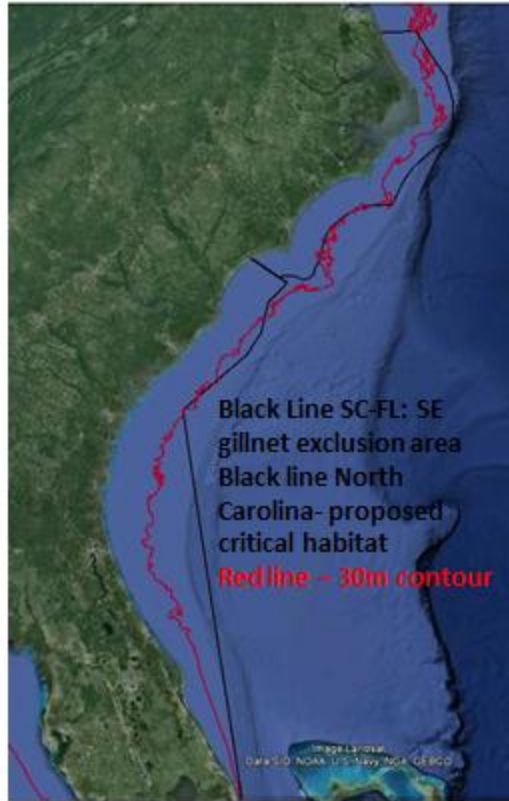 Black Line SC-FL: SE
gillnet exclusion area
Black line North
Carolina- proposed
critical habitat
Red line – 30m contour
Image Landsat
Data SIO, NOAA, U.S. Navy, NGA, GEBCO